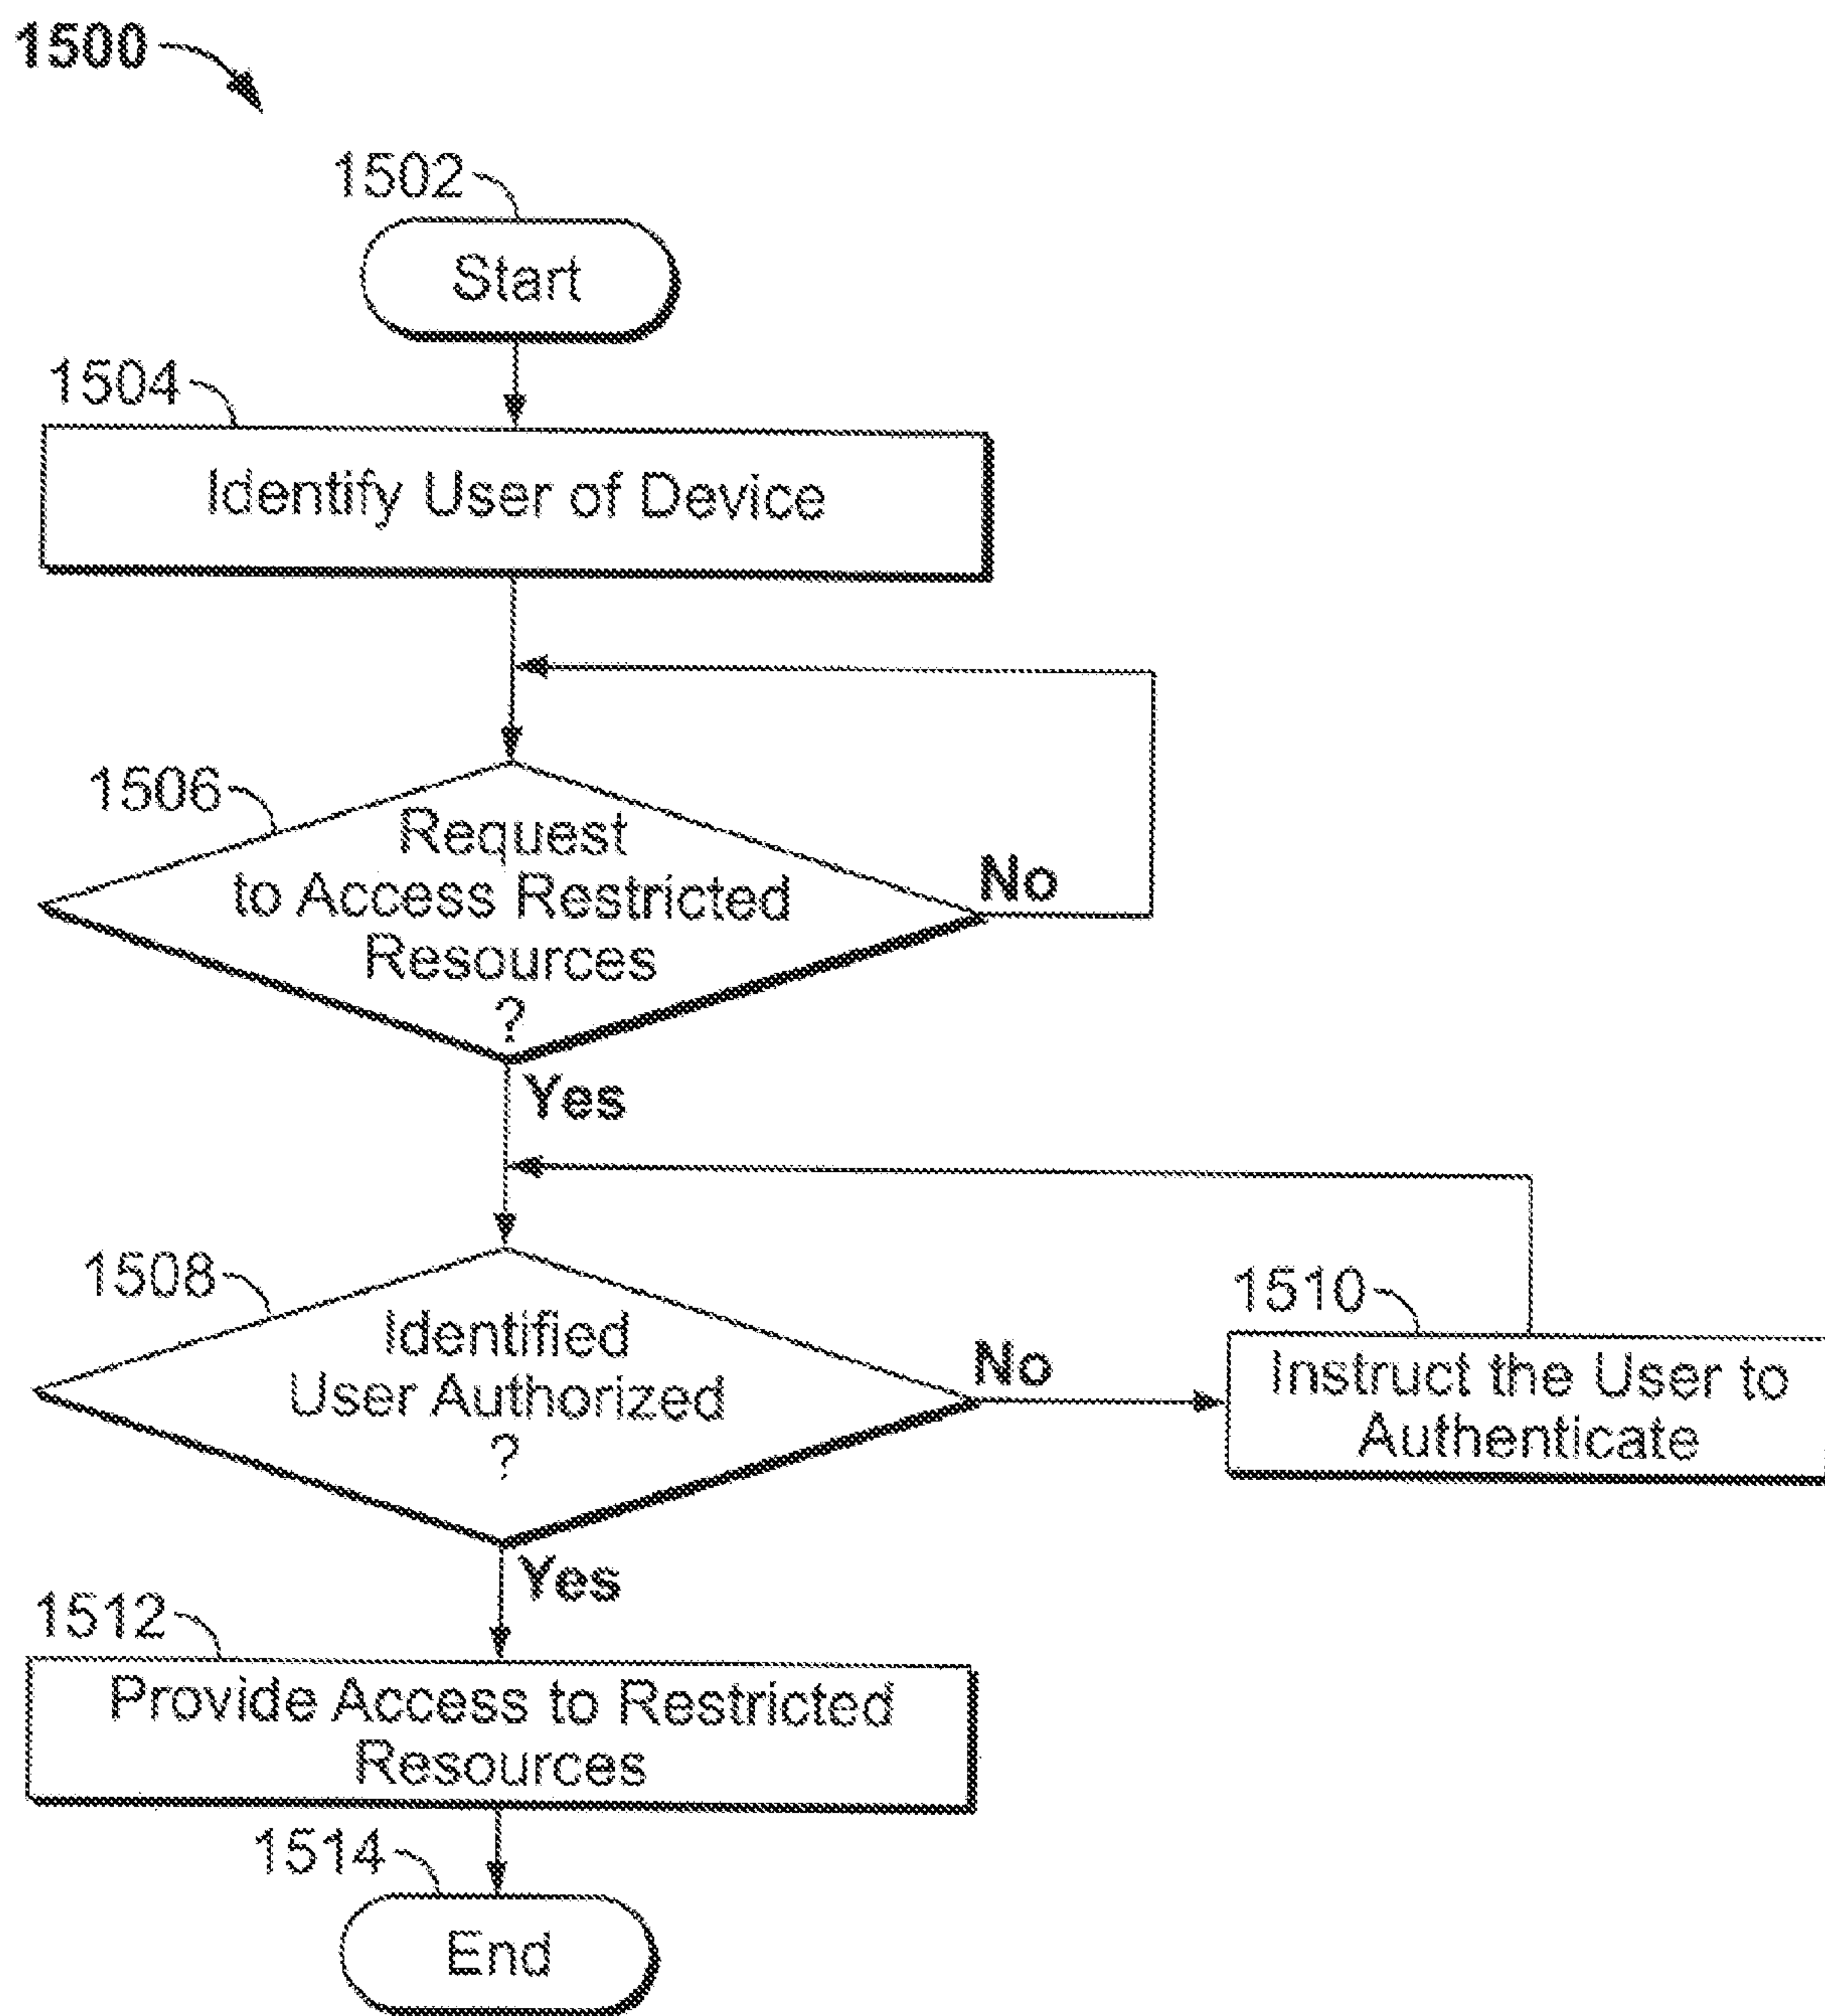 1500
1502
Start
1504
Identify User of Device
1506
Request
to Access Restricted
Resources
?
No
Yes
1508
Identified
User Authorized
?
No
1510
Instruct the User to
Authenticate
Yes
1512
Provide Access to Restricted
Resources
1514
End